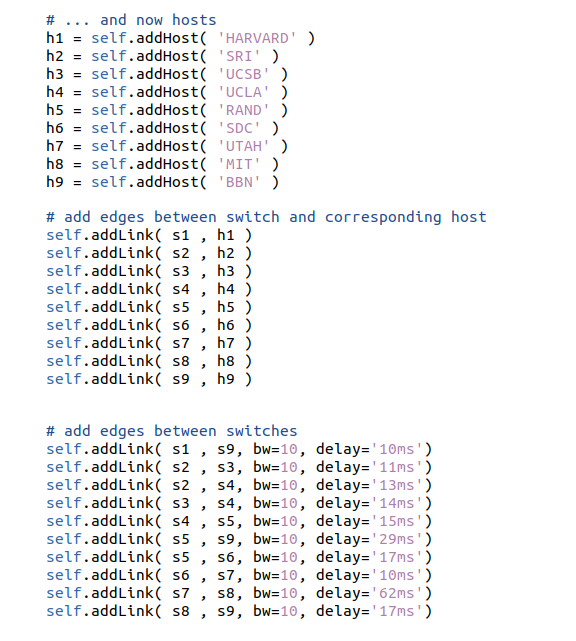 # ... and now hosts
h1 = self.addHost( 'HARVARD' )
h2 = self.addHost( 'SRI' )
h3 = self.addHost( 'UCSB' )
h4 = self.addHost( 'UCLA' )
h5 = self.addHost( 'RAND' )
h6 = self.addHost( 'SDC' )
h7 = self.addHost( 'UTAH' )
h8 = self.addHost( 'MIT' )
h9 = self.addHost( 'BBN' )
# add edges between switch and corresponding host
self.addLink( s1 , h1 )
self.addLink( s2 , h2 )
self.addLink( s3 , h3 )
self.addLink( s4 , h4 )
self.addLink( s5 , h5 )
self.addLink( s6 , h6 )
self.addLink( s7 , h7 )
self.addLink( s8 , h8 )
self.addLink( s9 , h9 )
# add edges between switches
self.addLink( s1 , s9, bw=10, delay='10ms')
self.addLink( s2 , s3, bw=10, delay='11ms')
self.addLink( s2 , s4, bw=10, delay='13ms')
self.addLink( s3 , s4, bw=10, delay='14ms')
self.addLink( s4 , s5, bw=10, delay='15ms')
self.addLink( s5 , s9, bw=10, delay='29ms')
self.addLink( s5 , s6, bw=10, delay='17ms')
self.addLink( s6 , s7, bw=10, delay='10ms')
self.addLink( s7 , s8, bw=10, delay='62ms')
self.addLink( s8 , s9, bw=10, delay='17ms')